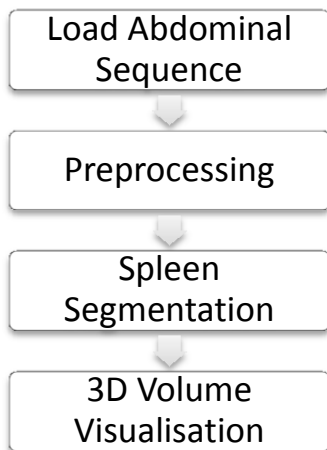 Load Abdominal
Sequence
Preprocessing
Spleen
Segmentation
3D Volume
Visualisation